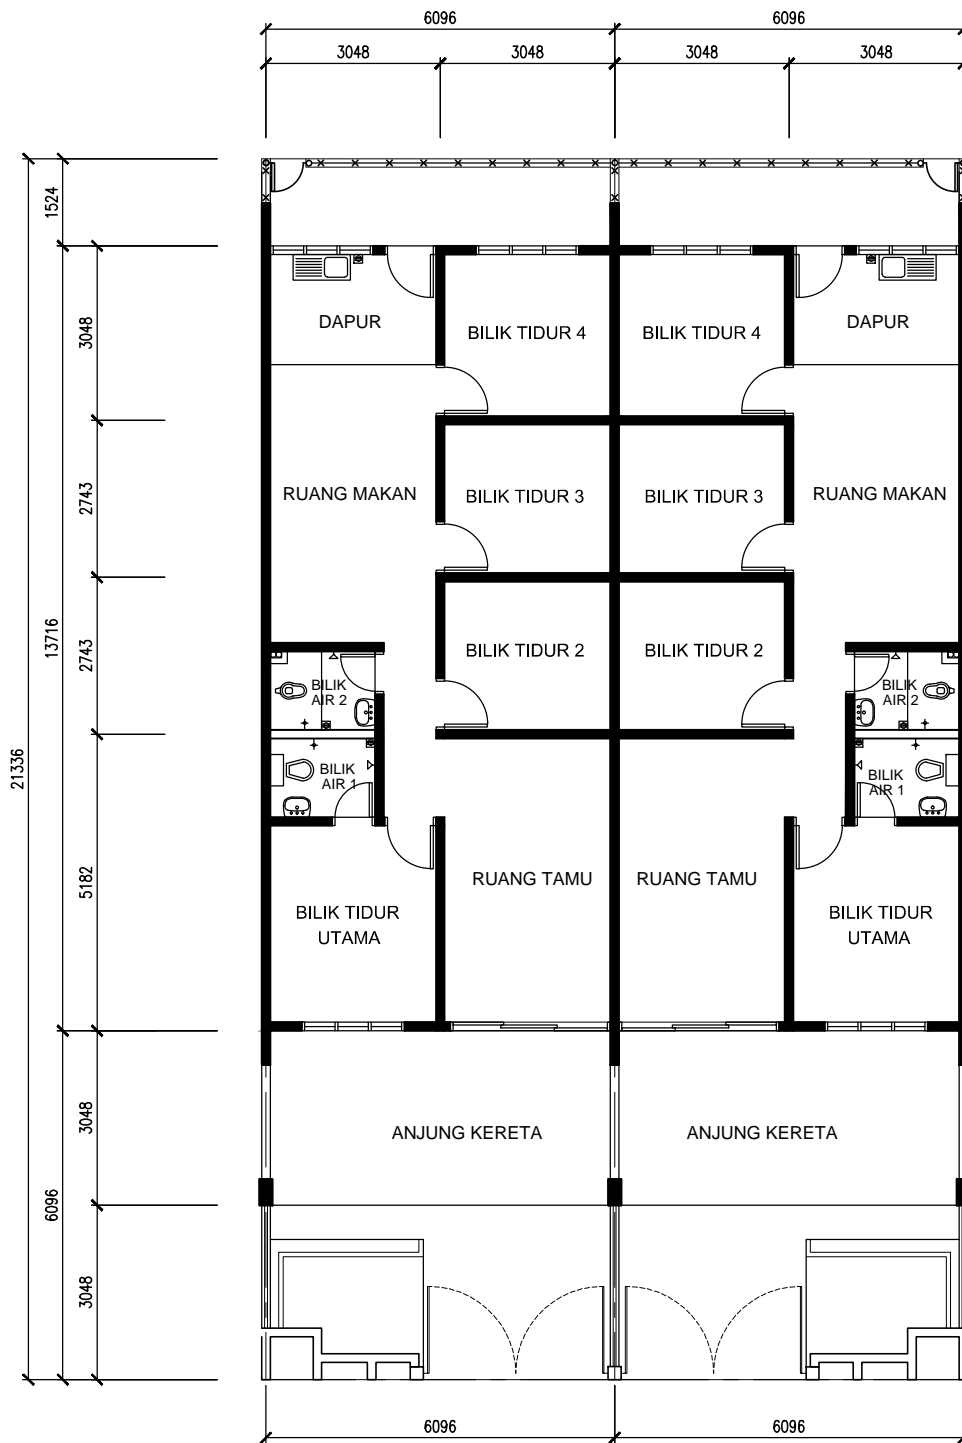 6096 6096
3048 3048 3048 3048
1524
3048
2743
2743
13716
21336
5182
3048
6096
3048
DAPUR DAPUR
BILIK TIDUR 4 BILIK TIDUR 4
RUANG MAKAN BILIK TIDUR 3 BILIK TIDUR 3 RUANG MAKAN
BILIK TIDUR 2 BILIK TIDUR 2
BILIK BILIK
AIR 2 AIR 2
BILIK BILIK
AIR 1 AIR 1
RUANG TAMU RUANG TAMU
BILIK TIDUR BILIK TIDUR
UTAMA UTAMA
ANJUNG KERETA ANJUNG KERETA
6096 6096